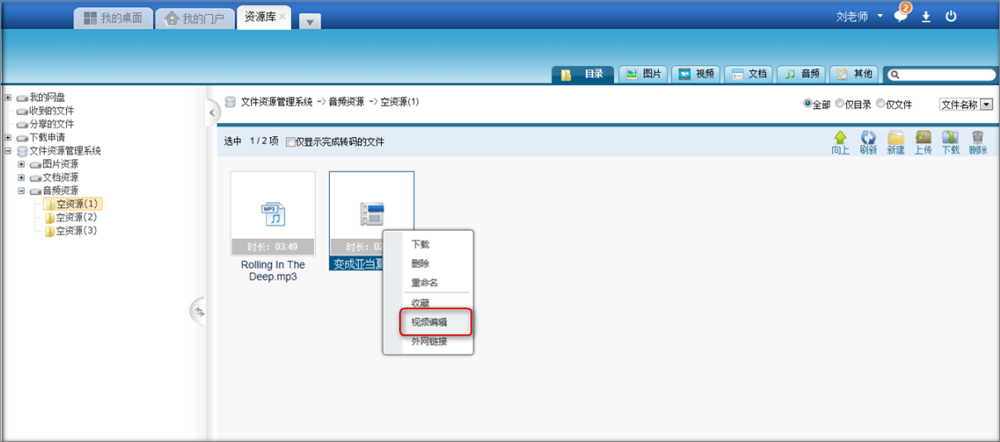 我的桌面 我的门户 资源库 刘老师 2
目录 图片 视频 文档 音频 其他
我的网盘
收到的文件
分享的文件
下载申请
文件资源管理系统
图片资源
文档资源
音频资源
空资源(1)
空资源(2)
空资源(3)
文件资源管理系统 -> 音频资源 -> 空资源(1) 全部 仅目录 仅文件 文件名称
选中 1 / 2 项 仅显示完成转码的文件 向上 刷新 新建 上传 下载 删除
MP3
时长: 03:49
Rolling In The
Deep.mp3
时长: 02
变成亚当夏
下载
删除
重命名
收藏
视频编辑
外网链接